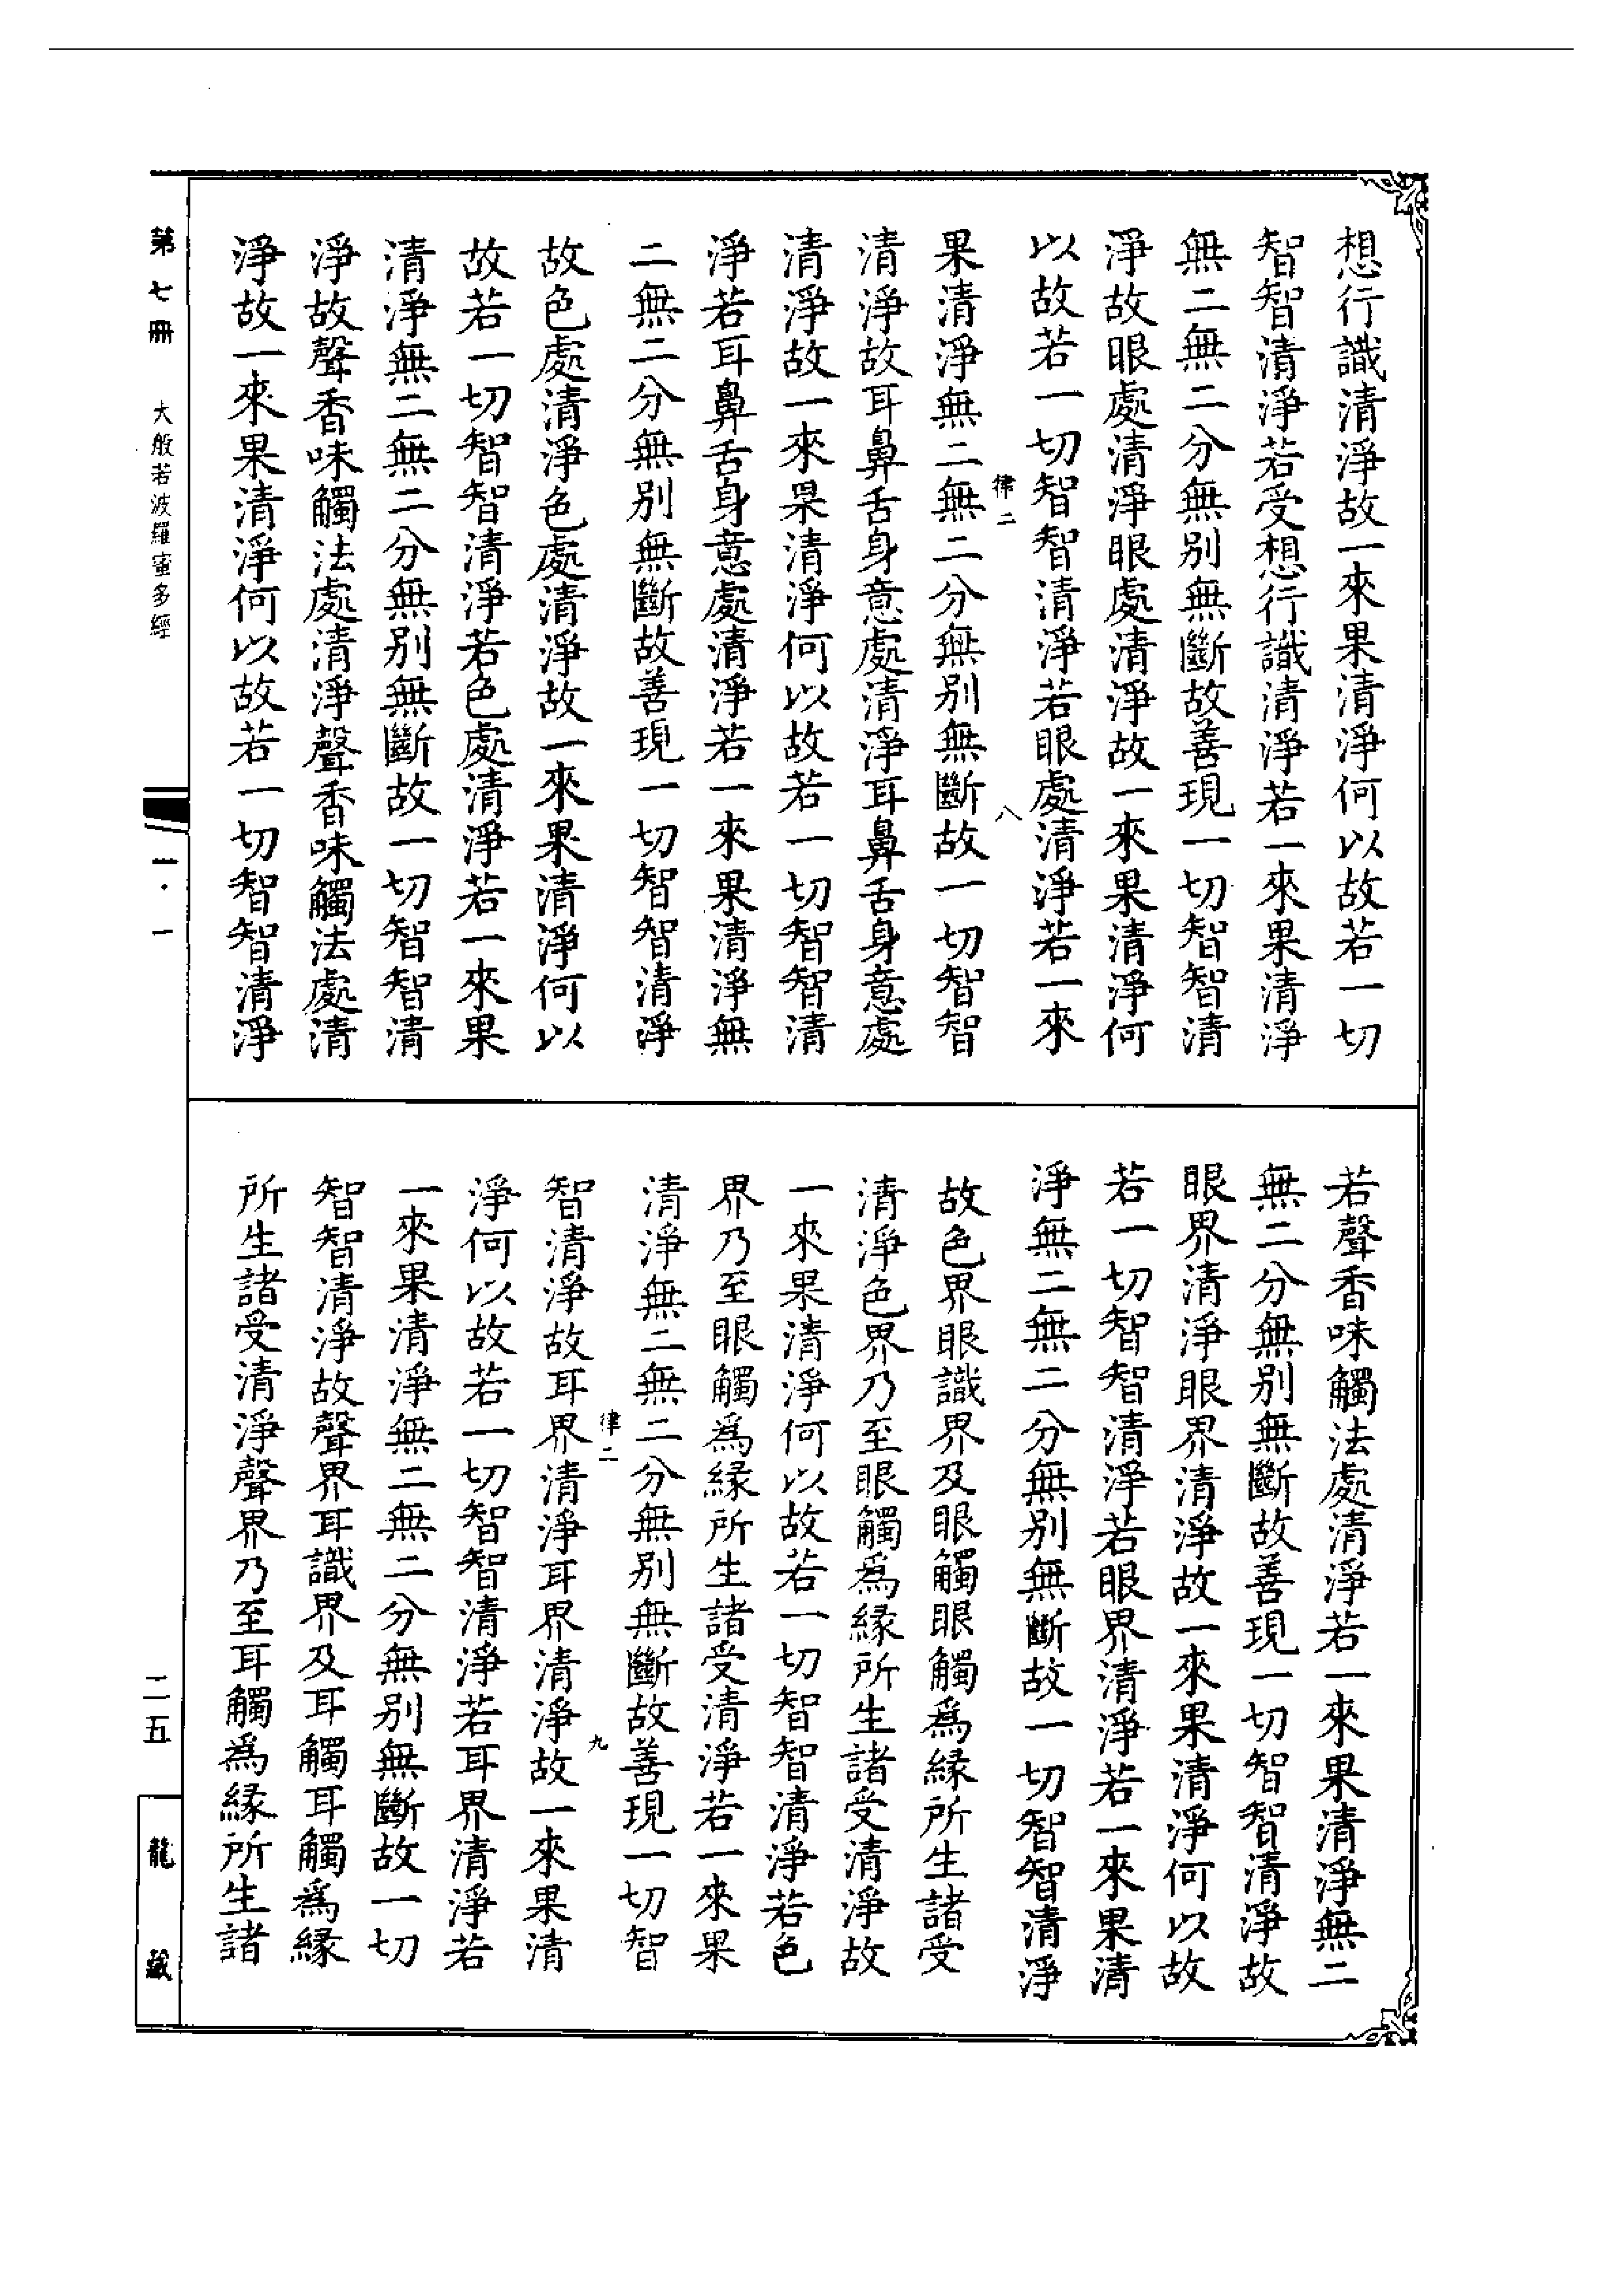 想行識清淨故一來果清淨何以故若一切
智智清淨若受想行識清淨若一來果清淨
無二無二分無別無斷故善現一切智智清
淨故眼處清淨眼處清淨故一來果清淨何
以故若一切智智清淨若眼處清淨若一來
律二 八
果清淨無二無二分無別無斷故一切智智
清淨故耳鼻舌身意處清淨耳鼻舌身意處
清淨故一來果清淨何以故若一切智智清
淨若耳鼻舌身意處清淨若一來果清淨無
二無二分無別無斷故善現一切智智清淨
故色處清淨色處清淨故一來果清淨何以
故若一切智智清淨若色處清淨若一來果
清淨無二無二分無別無斷故一切智智清
淨故聲香味觸法處清淨聲香味觸法處清
淨故一來果清淨何以故若一切智智清淨
若聲香味觸法處清淨若一來果清淨無二
無二分無別無斷故善現一切智智清淨故
眼界清淨眼界清淨故一來果清淨何以故
若一切智智清淨若眼界清淨若一來果清
淨無二無二分無別無斷故一切智智清淨
故色界眼識界及眼觸眼觸為緣所生諸受
清淨色界乃至眼觸為緣所生諸受清淨故
一來果清淨何以故若一切智智清淨若色
界乃至眼觸為緣所生諸受清淨若一來果
清淨無二無二分無別無斷故善現一切智
律二 九
智清淨故耳界清淨耳界清淨故一來果清
淨何以故若一切智智清淨若耳界清淨若
一來果清淨無二無二分無別無斷故一切
智智清淨故聲界耳識界及耳觸耳觸為緣
所生諸受清淨聲界乃至耳觸為緣所生諸
第七冊 大般若波羅蜜多經 一·一 二五 龍藏